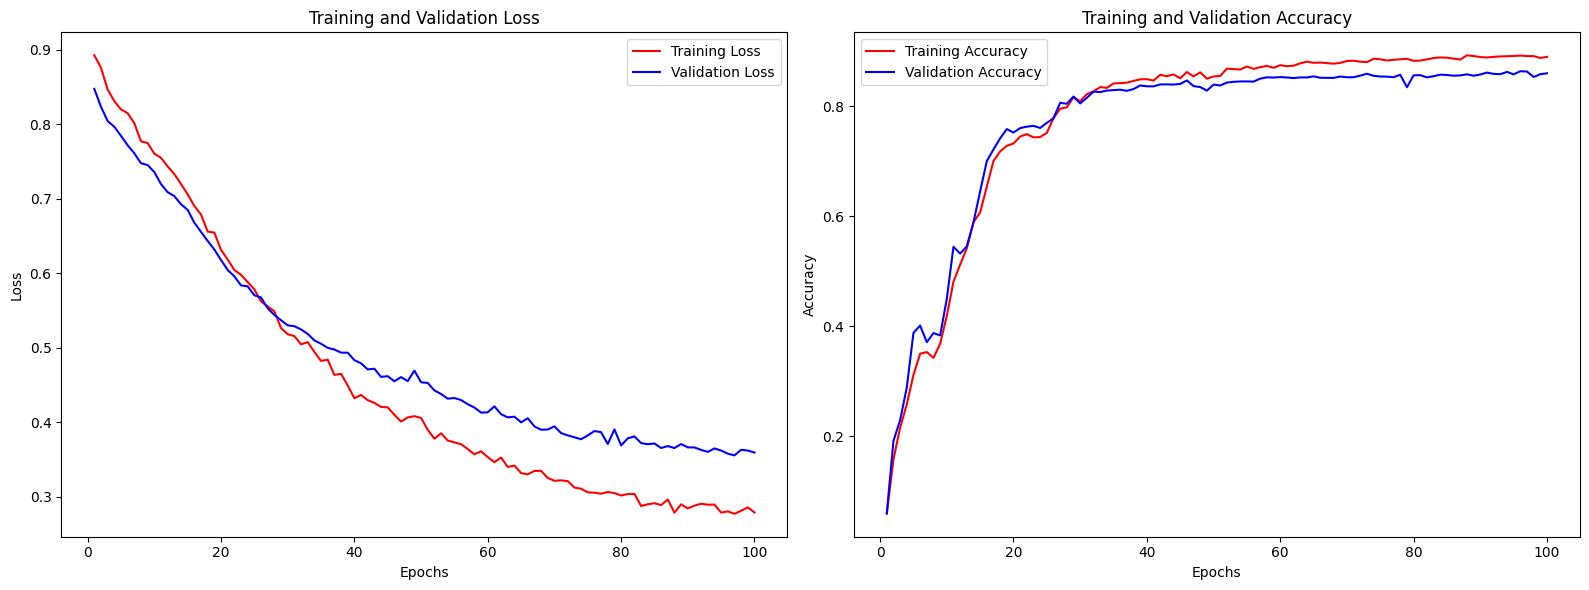 Training and Validation Loss
Training Loss
Validation Loss
0.9
0.8
0.7
0.6
0.5
0.4
0.3
Loss
0 20 40 60 80 100
Epochs
Training and Validation Accuracy
Training Accuracy
Validation Accuracy
0.8
0.6
0.4
0.2
Accuracy
0 20 40 60 80 100
Epochs